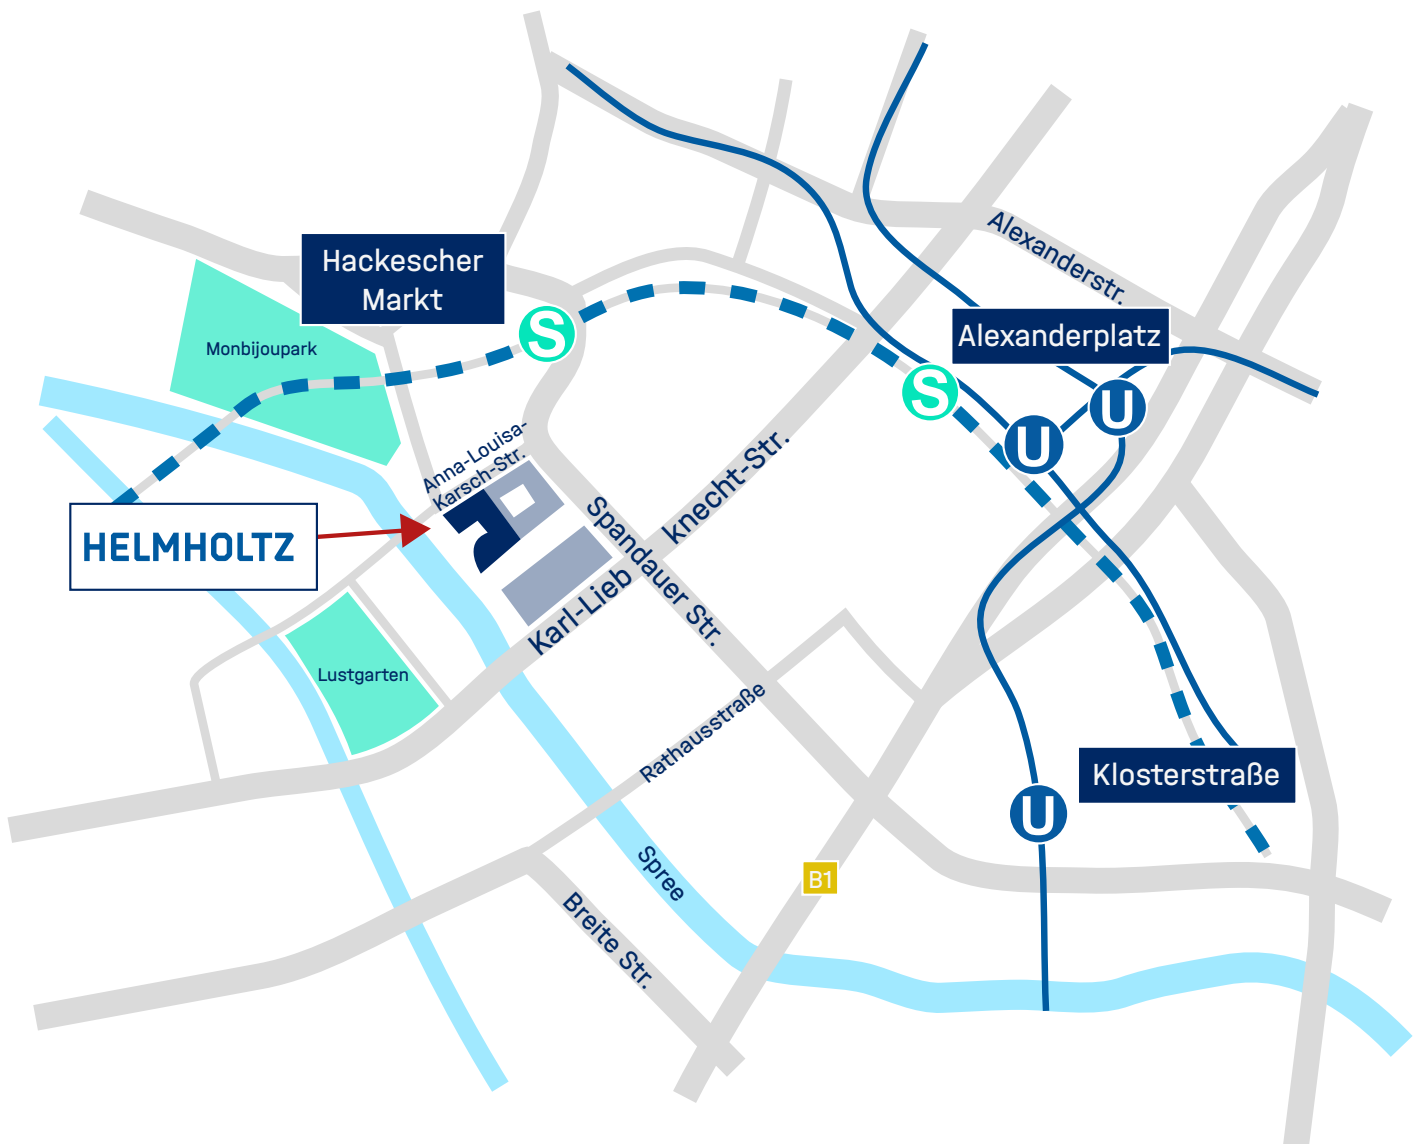 Alexanderstr.
Hackescher
Markt
S
Alexanderplatz
Monbijoupark
S
U
U
Anna-Louisa-
Karsch-Str.
knecht-Str.
HELMHOLTZ
Spandauer Str.
Karl-Lieb
Lustgarten
Rathausstraße
Klosterstraße
U
Spree
B1
Breite Str.